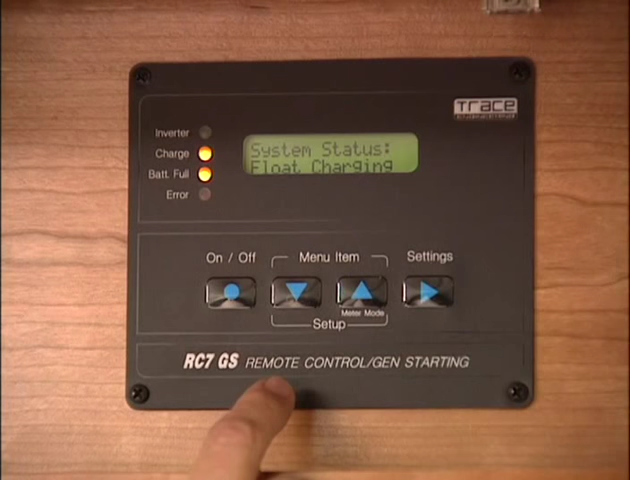 TRace
ENGINEERING
Inverter
Charge
Batt. Full
Error
System Status:
Float Charging
On / Off
Menu Item
Settings
Meter Mode
Setup
RC7 GS REMOTE CONTROL/GEN STARTING